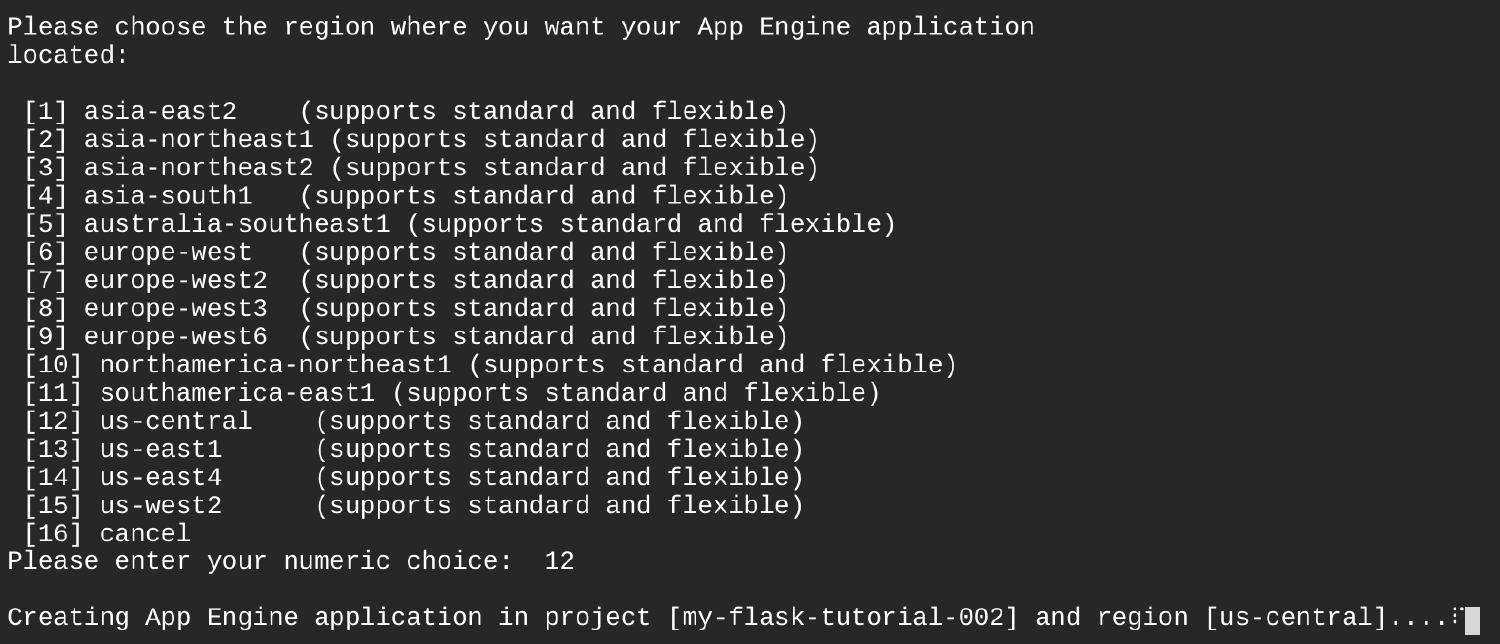 Please choose the region where you want your App Engine application
located:

 [1] asia-east2    (supports standard and flexible)
 [2] asia-northeast1 (supports standard and flexible)
 [3] asia-northeast2 (supports standard and flexible)
 [4] asia-south1   (supports standard and flexible)
 [5] australia-southeast1 (supports standard and flexible)
 [6] europe-west   (supports standard and flexible)
 [7] europe-west2  (supports standard and flexible)
 [8] europe-west3  (supports standard and flexible)
 [9] europe-west6  (supports standard and flexible)
 [10] northamerica-northeast1 (supports standard and flexible)
 [11] southamerica-east1 (supports standard and flexible)
 [12] us-central    (supports standard and flexible)
 [13] us-east1      (supports standard and flexible)
 [14] us-east4      (supports standard and flexible)
 [15] us-west2      (supports standard and flexible)
 [16] cancel
Please enter your numeric choice:  12

Creating App Engine application in project [my-flask-tutorial-002] and region [us-central]....⠏